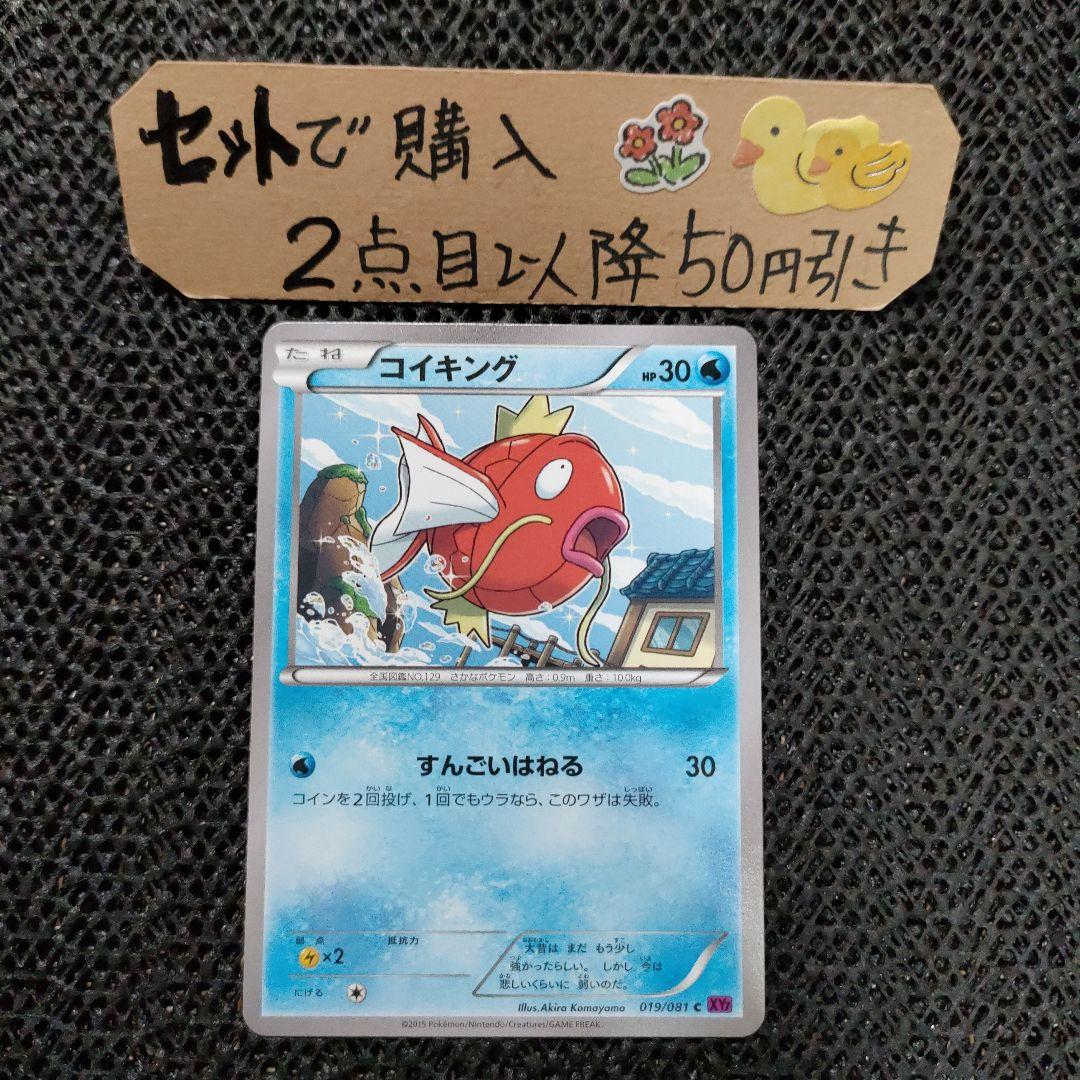 セットで購入
2点目以降50円引き
たね コイキング HP30
全国図鑑NO.129 さかなポケモン 高さ：0.9m 重さ：10.0kg
すんごいはねる 30
コインを2回投げ、1回でもウラなら、このワザは失敗。
弱点 抵抗力
×2
にげる
太昔は まだ もう少し
強かったらしい。 しかし 今は
悲しいくらいに 弱いのだ。
Illus.Akira Komayama 019/081 C XY7
©2015 Pokémon/Nintendo/Creatures/GAME FREAK.